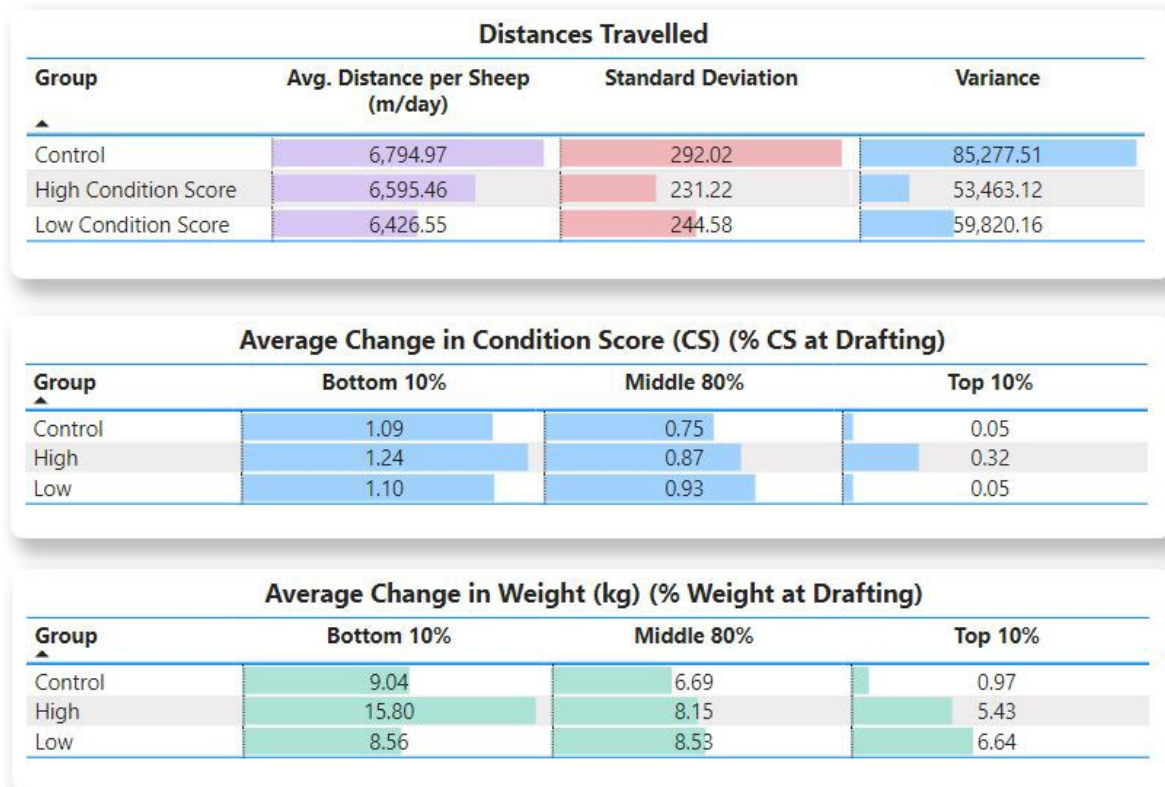 Distances Travelled
Group Avg. Distance per Sheep (m/day) Standard Deviation Variance
Control 6,794.97 292.02 85,277.51
High Condition Score 6,595.46 231.22 53,463.12
Low Condition Score 6,426.55 244.58 59,820.16
Average Change in Condition Score (CS) (% CS at Drafting)
Group Bottom 10% Middle 80% Top 10%
Control 1.09 0.75 0.05
High 1.24 0.87 0.32
Low 1.10 0.93 0.05
Average Change in Weight (kg) (% Weight at Drafting)
Group Bottom 10% Middle 80% Top 10%
Control 9.04 6.69 0.97
High 15.80 8.15 5.43
Low 8.56 8.53 6.64